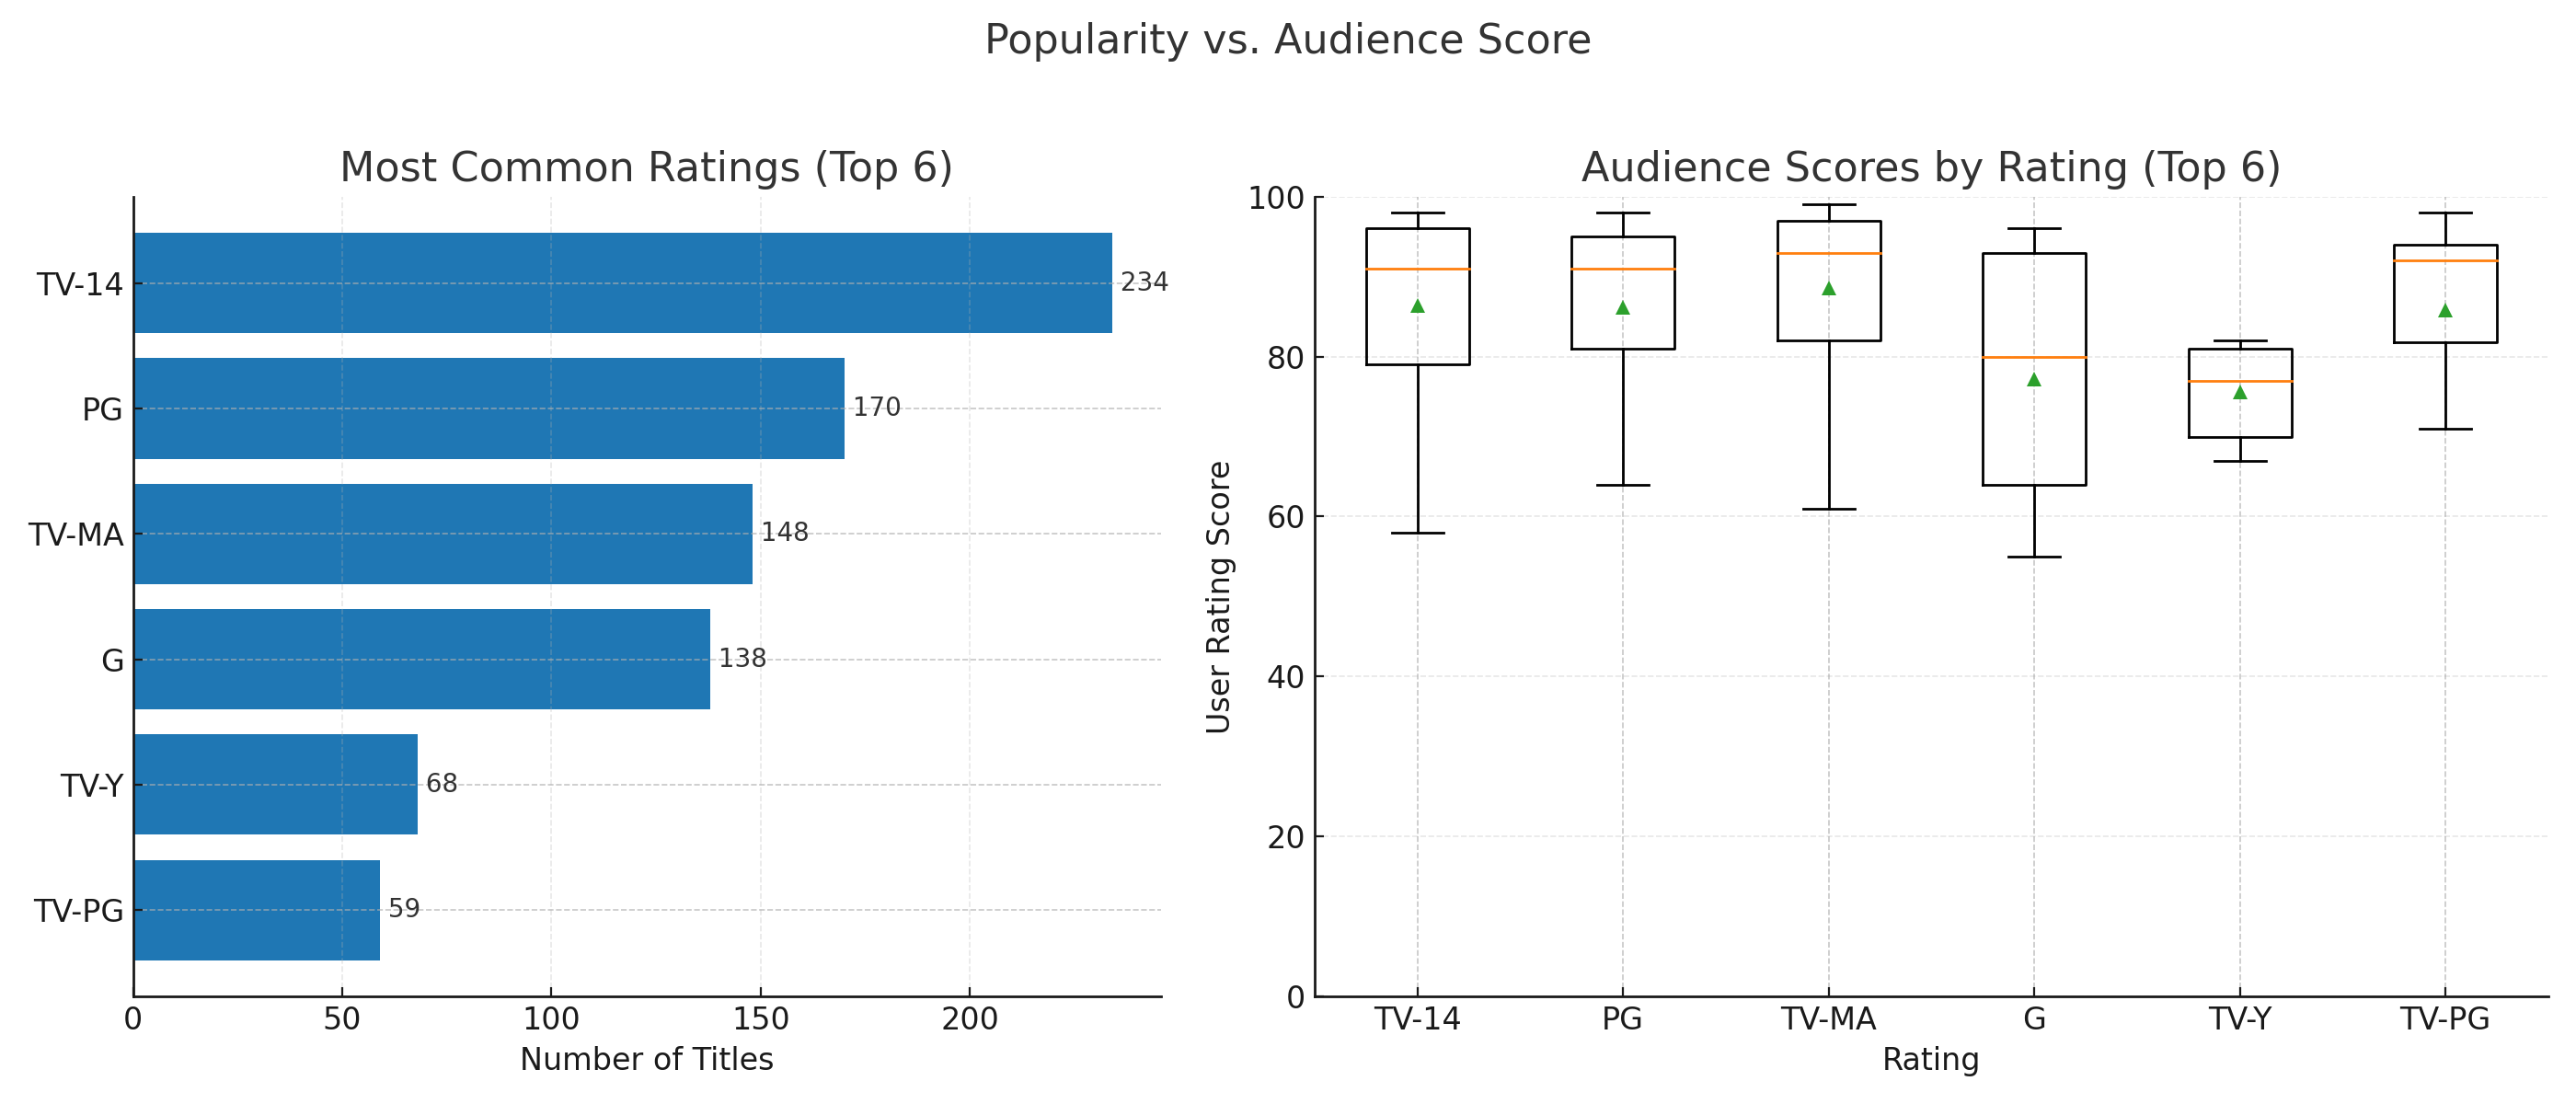 Popularity vs. Audience Score
Most Common Ratings (Top 6)
TV-14
234
PG
170
TV-MA
148
G
138
TV-Y
68
TV-PG
59
0 50 100 150 200
Number of Titles
Audience Scores by Rating (Top 6)
100
80
60
40
20
0
User Rating Score
TV-14 PG TV-MA G TV-Y TV-PG
Rating